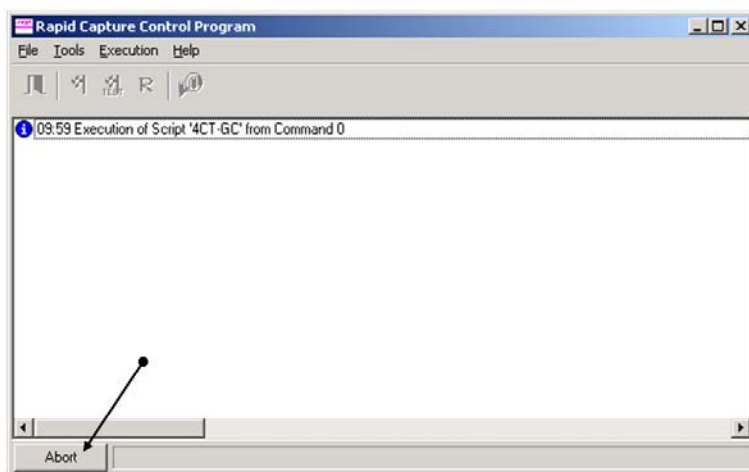 Rapid Capture Control Program
File Tools Execution Help
R
09:59 Execution of Script '4CT-GC' from Command 0
Abort